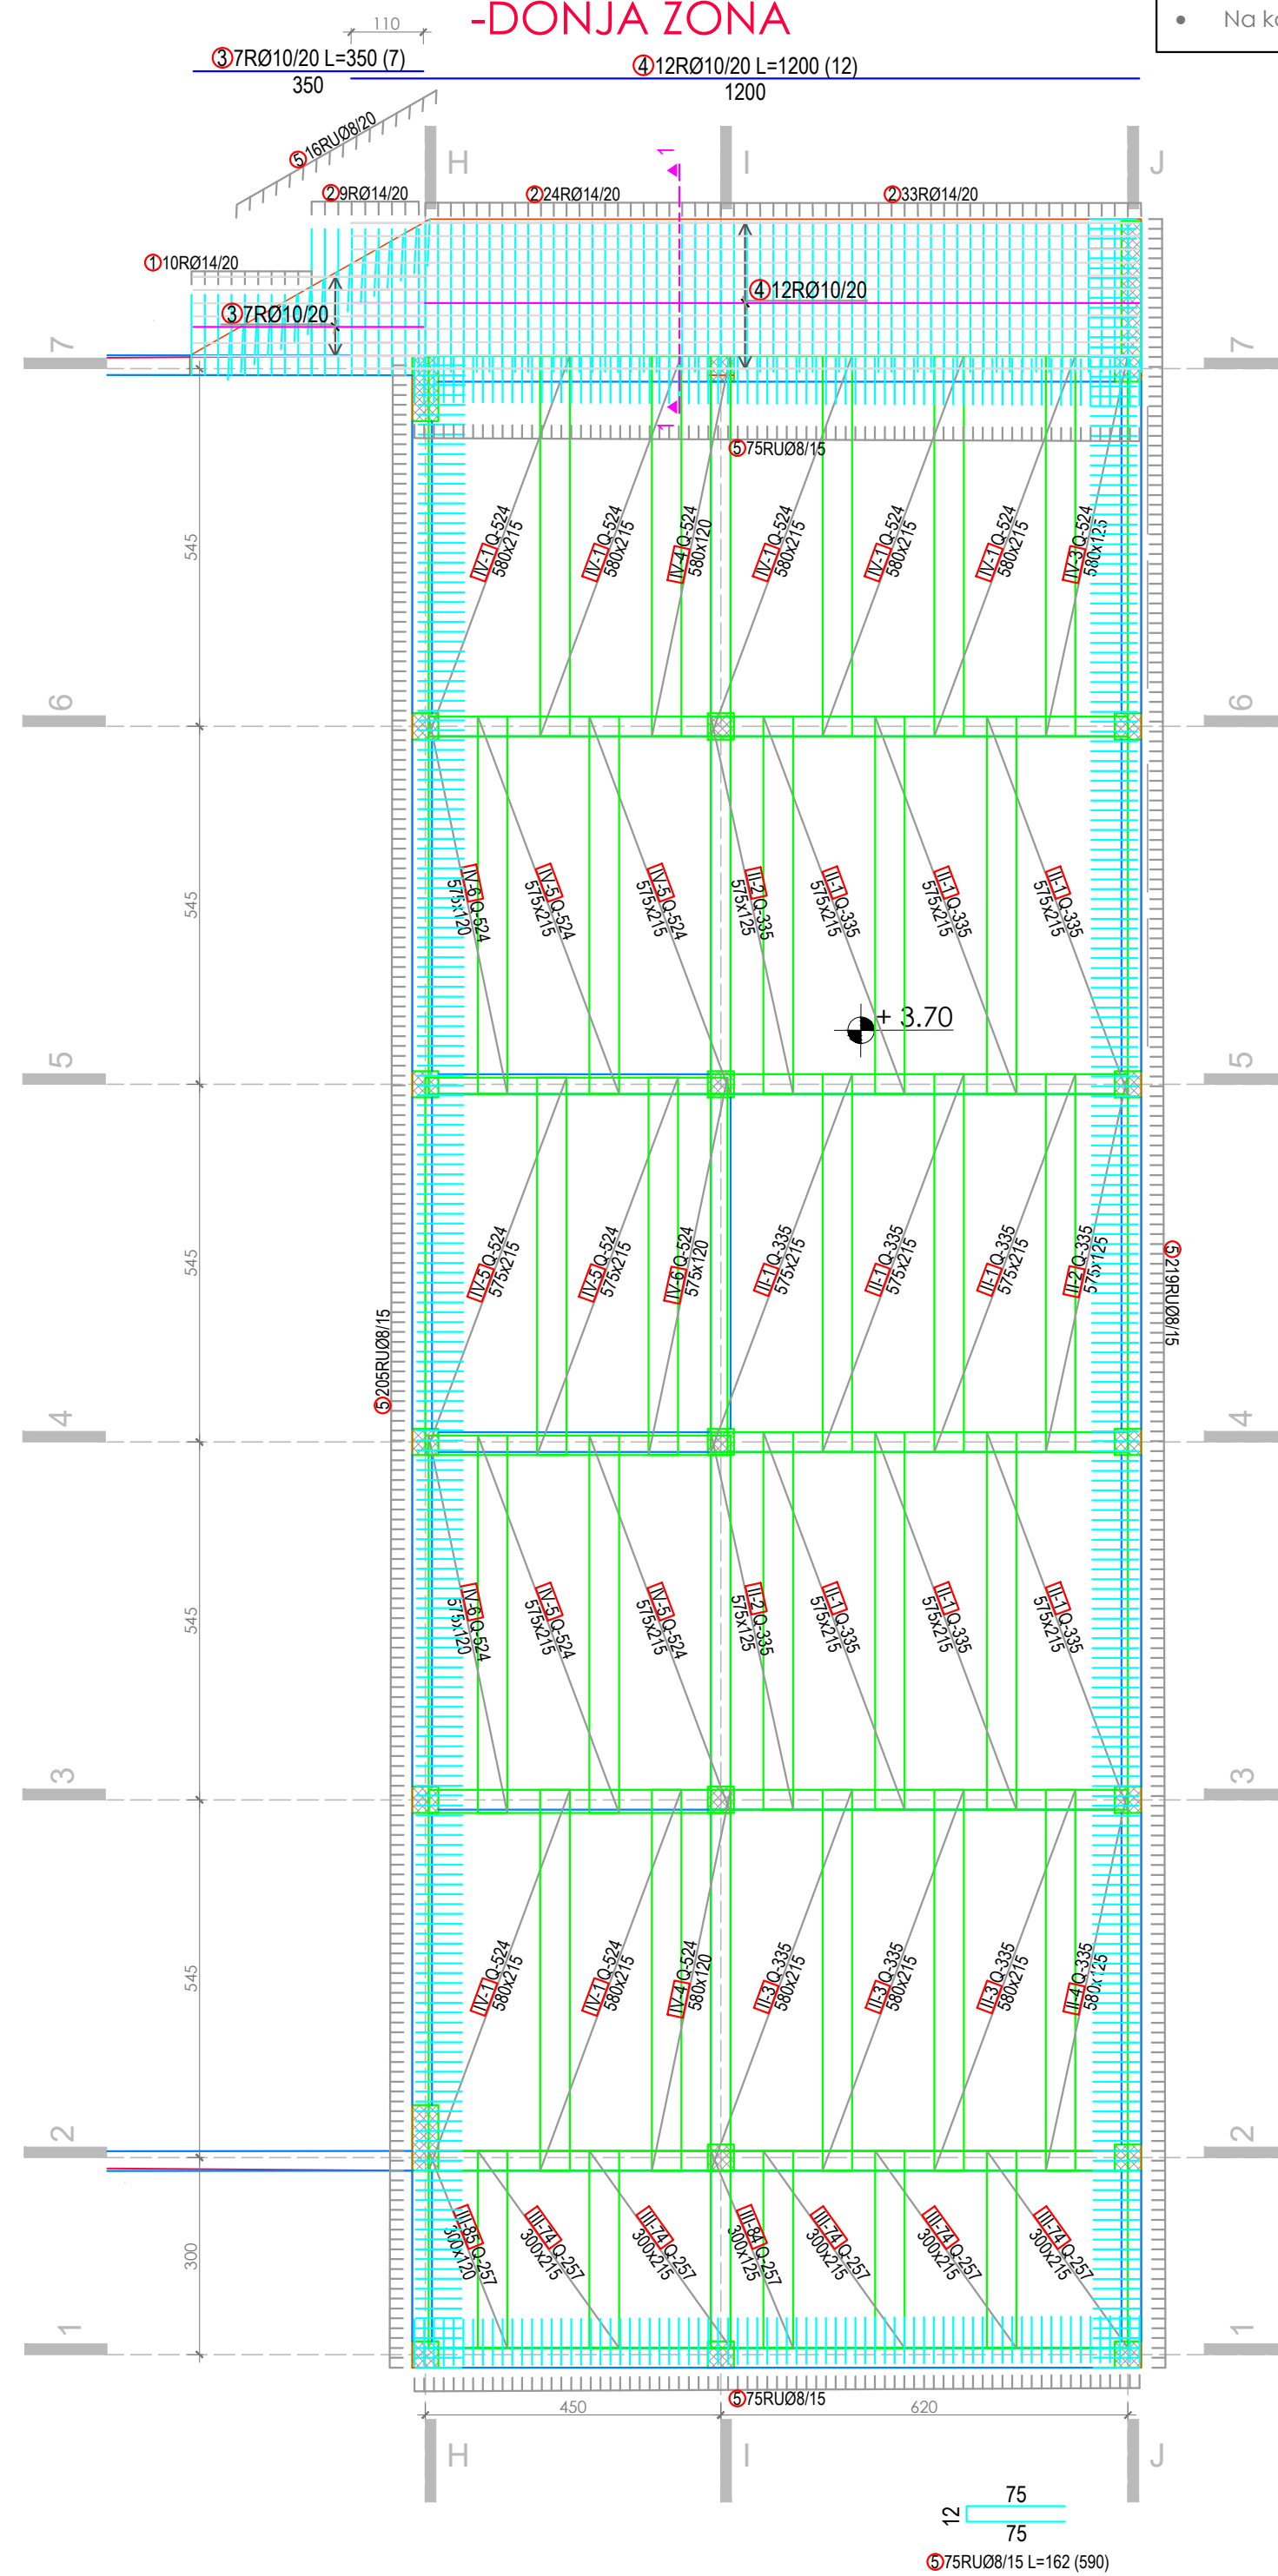 -DONJA ZONA
• Na k
110
③7RØ10/20 L=350 (7)
350
④12RØ10/20 L=1200 (12)
1200
⑤16RUØ8/20
H
1
I
J
②9RØ14/20
②24RØ14/20
②33RØ14/20
①10RØ14/20
③7RØ10/20
④12RØ10/20
7
7
1
⑤75RUØ8/15
545
IV-1 Q-524
580x215
IV-1 Q-524
580x215
IV-4 Q-524
580x120
IV-1 Q-524
580x215
IV-1 Q-524
580x215
IV-1 Q-524
580x215
IV-3 Q-524
580x125
6
6
545
IV-6 Q-524
575x120
IV-5 Q-524
575x215
IV-5 Q-524
575x215
II-2 Q-335
575x125
II-1 Q-335
575x215
II-1 Q-335
575x215
II-1 Q-335
575x215
+ 3.70
5
5
545
IV-5 Q-524
575x215
IV-5 Q-524
575x215
IV-6 Q-524
575x120
II-1 Q-335
575x215
II-1 Q-335
575x215
II-1 Q-335
575x215
II-2 Q-335
575x125
⑤205RUØ8/15
⑤219RUØ8/15
4
4
545
IV-6 Q-524
575x120
IV-5 Q-524
575x215
IV-5 Q-524
575x215
II-2 Q-335
575x125
II-1 Q-335
575x215
II-1 Q-335
575x215
II-1 Q-335
575x215
3
3
545
IV-1 Q-524
580x215
IV-1 Q-524
580x215
IV-4 Q-524
580x120
II-3 Q-335
580x215
II-3 Q-335
580x215
II-3 Q-335
580x215
II-4 Q-335
580x125
2
2
300
III-85 Q-257
300x120
III-74 Q-257
300x215
III-74 Q-257
300x215
III-84 Q-257
300x125
III-74 Q-257
300x215
III-74 Q-257
300x215
III-74 Q-257
300x215
1
1
⑤75RUØ8/15
450
620
H
I
J
75
12
75
⑤75RUØ8/15 L=162 (590)